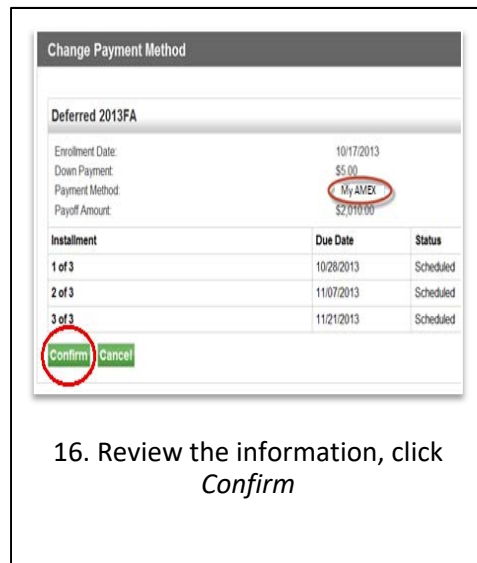 Change Payment Method
Deferred 2013FA
Enrollment Date: 10/17/2013
Down Payment: $5.00
Payment Method: My AMEX
Payoff Amount: $2,010.00
Installment Due Date Status
1 of 3 10/28/2013 Scheduled
2 of 3 11/07/2013 Scheduled
3 of 3 11/21/2013 Scheduled
Confirm Cancel
16. Review the information, click
Confirm